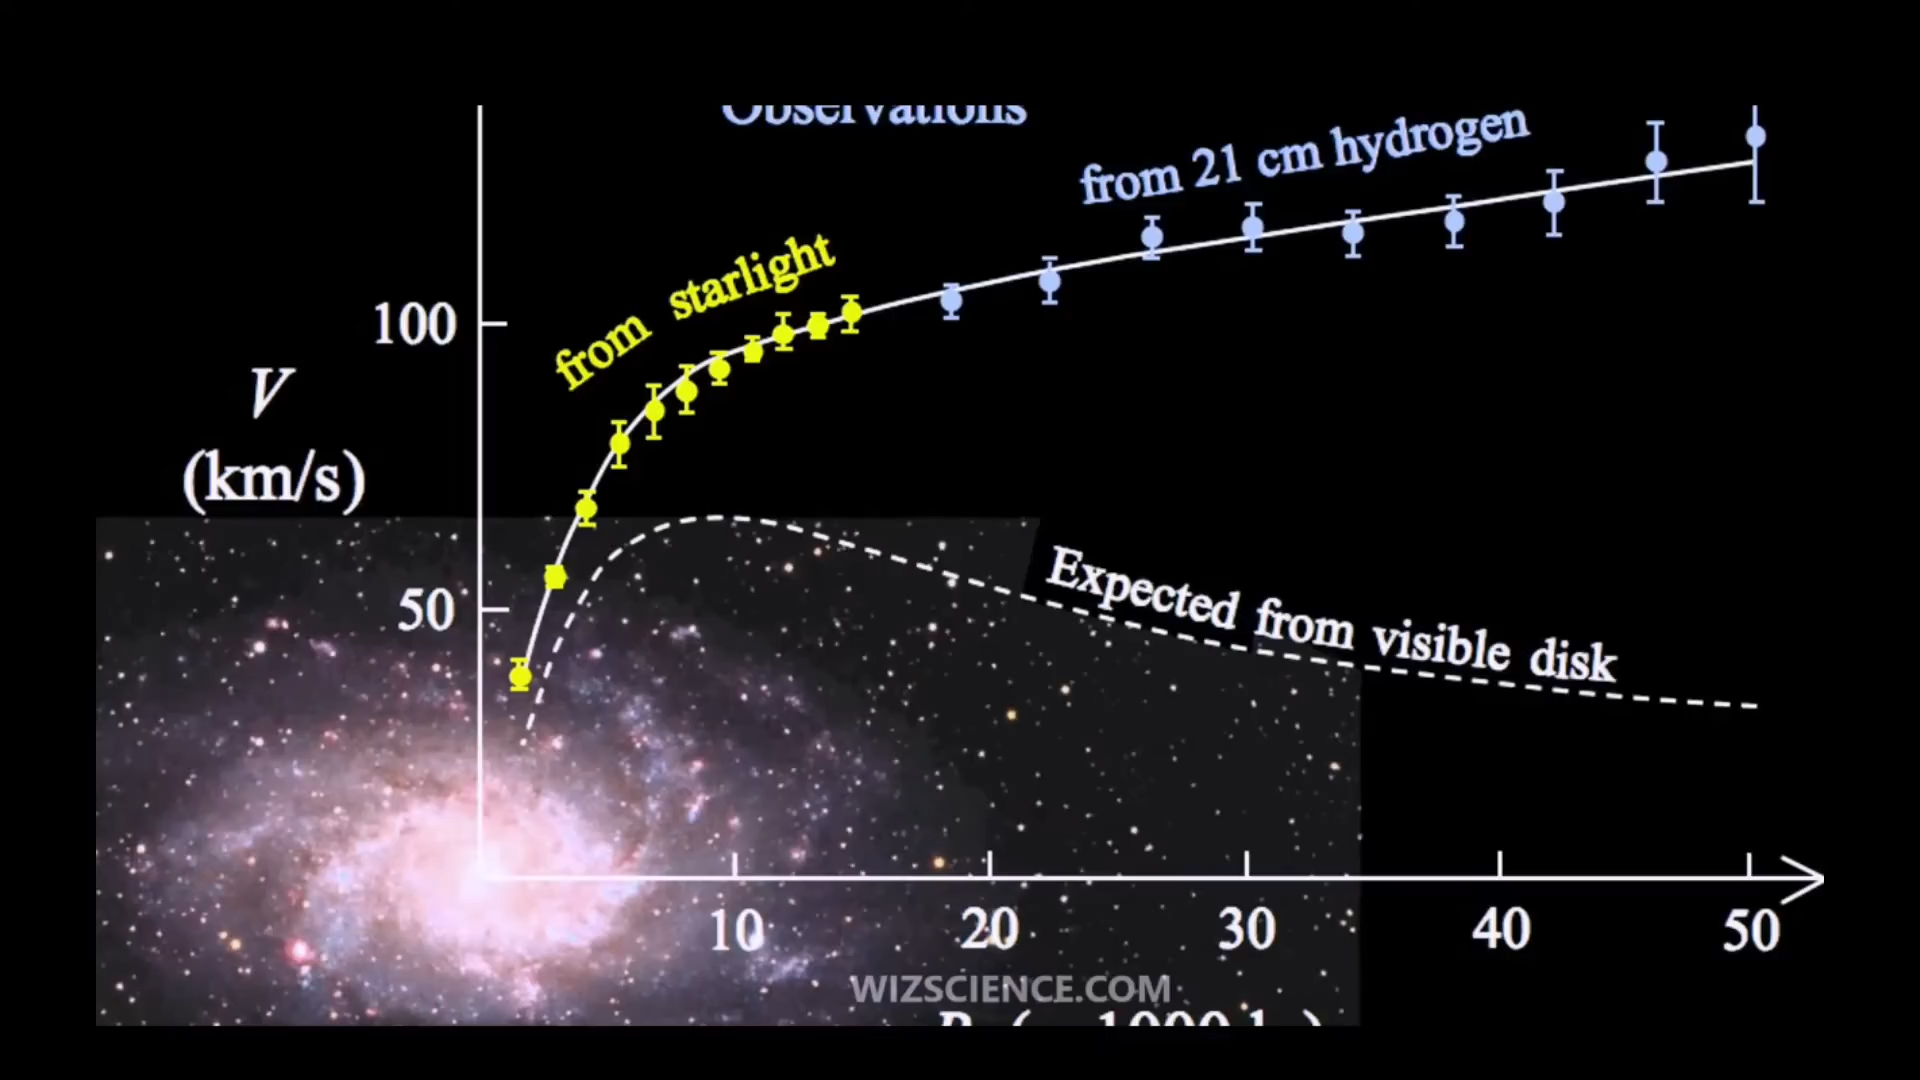 Observations
from 21 cm hydrogen
from starlight
100
V
(km/s)
50
Expected from visible disk
10
20
30
40
50
WIZSCIENCE.COM